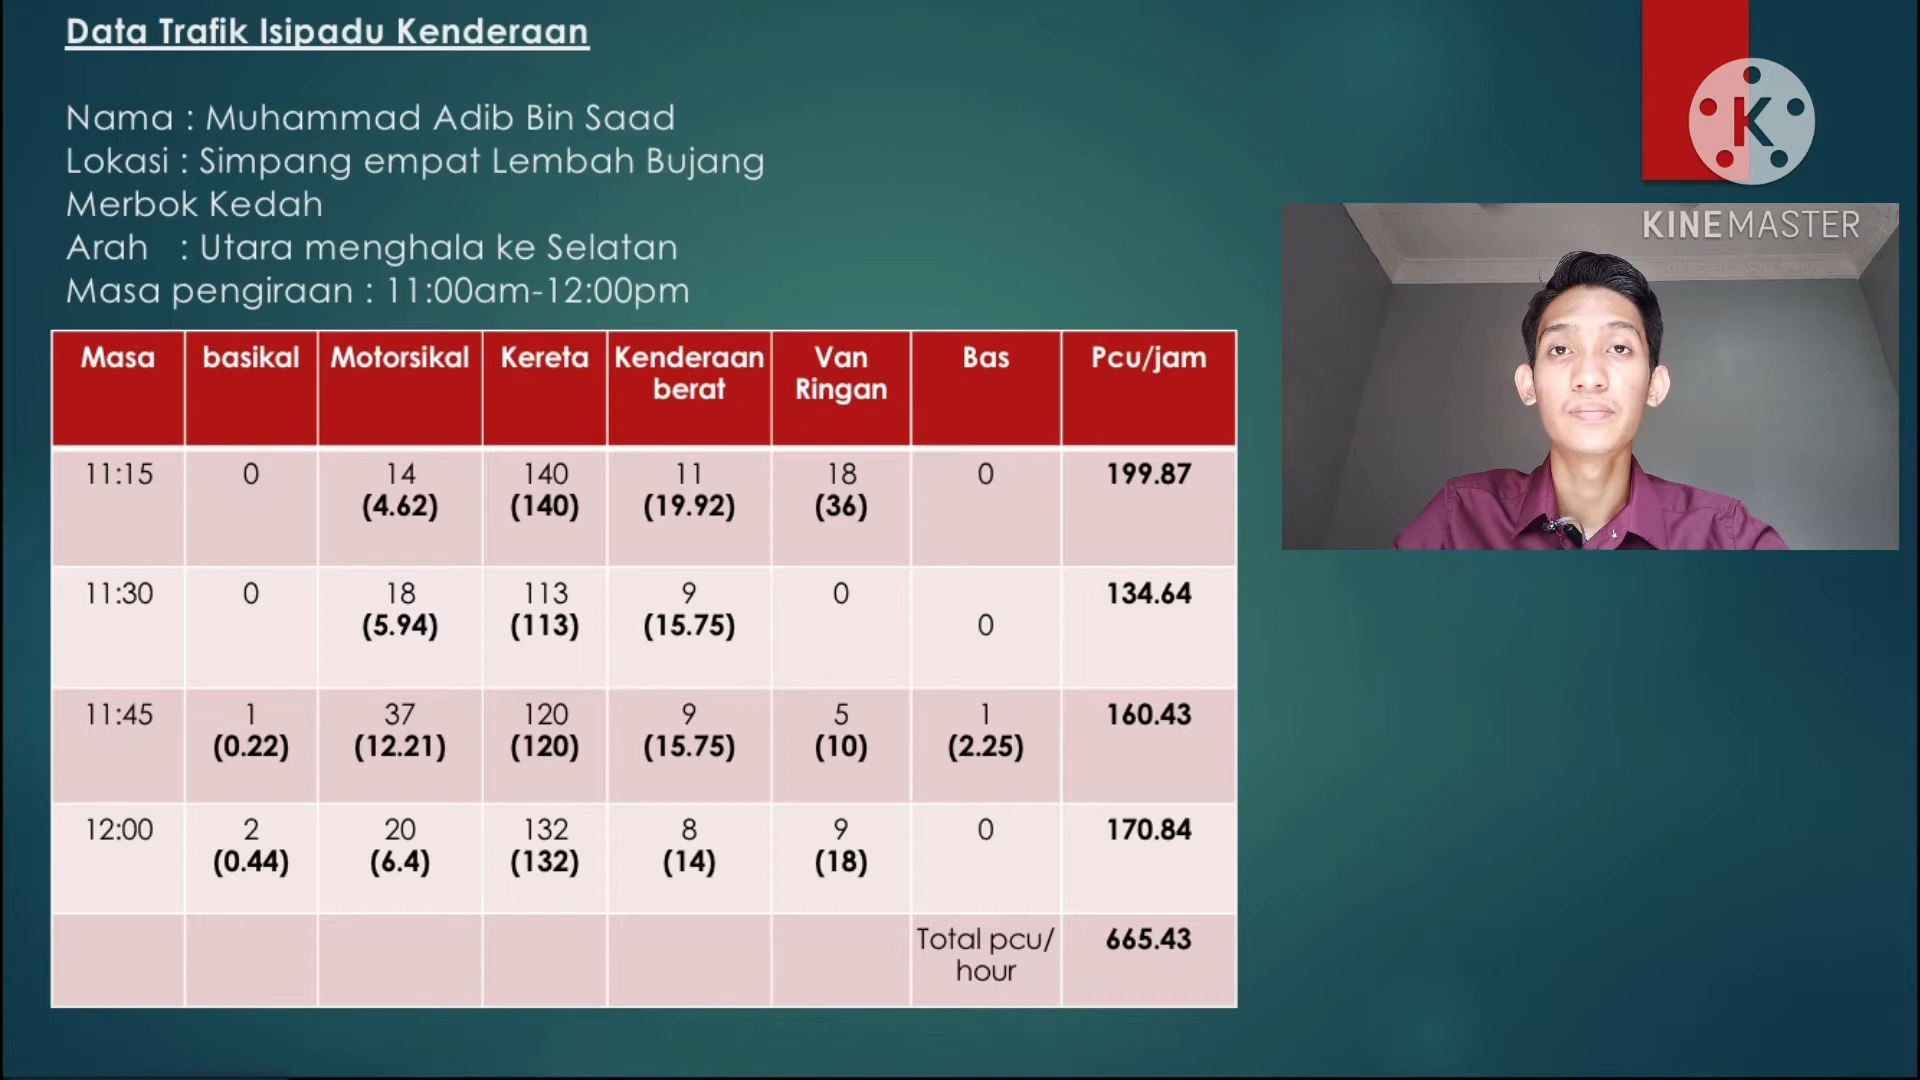 Data Trafik Isipadu Kenderaan
Nama : Muhammad Adib Bin Saad
Lokasi : Simpang empat Lembah Bujang
Merbok Kedah
Arah : Utara menghala ke Selatan
Masa pengiraan : 11:00am-12:00pm
K
KINEMASTER
Masa basikal Motorsikal Kereta Kenderaan berat Van Ringan Bas Pcu/jam
11:15 0 14 140 11 18 0 199.87
(4.62) (140) (19.92) (36)
11:30 0 18 113 9 0 134.64
(5.94) (113) (15.75) 0
11:45 1 37 120 9 5 1 160.43
(0.22) (12.21) (120) (15.75) (10) (2.25)
12:00 2 20 132 8 9 0 170.84
(0.44) (6.4) (132) (14) (18)
Total pcu/ 665.43
hour